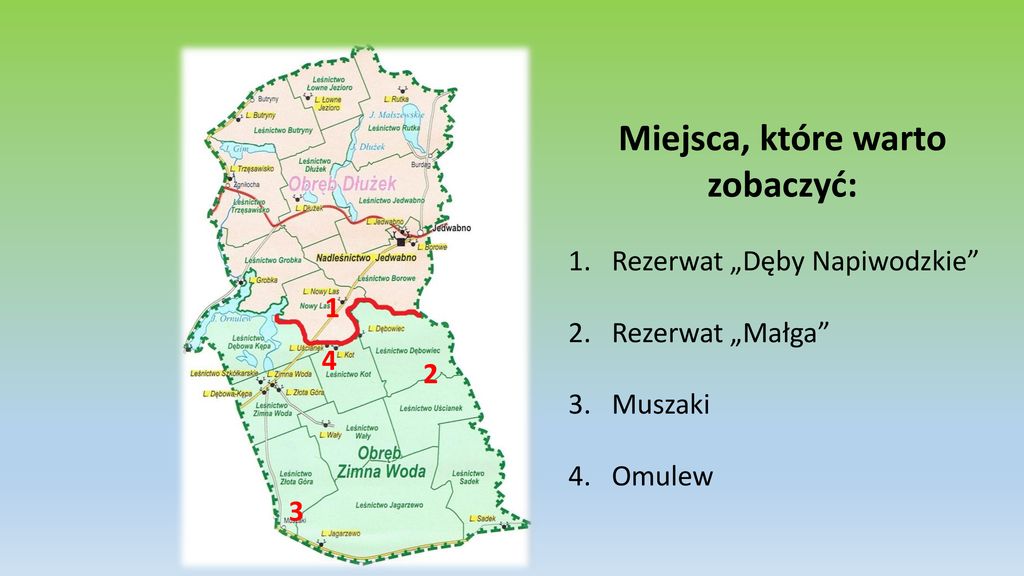 Leśnictwo
Łowne Jezioro
Butryny
L. Łowne
Jezioro
L. Rutka
L. Butryny
J. Małszewskie
Leśnictwo Butryny
Leśnictwo Rutka
J. Gim
J. Dłużek
Leśnictwo
Dłużek
Burdąg
L. Trzęsawisko
Zgniłocha
Obręb Dłużek
Leśnictwo
Trzęsawisko
L. Dłużek
Leśnictwo Jedwabno
L. Jedwabno
Jedwabno
L. Borowe
Leśnictwo Grobka
Nadleśnictwo Jedwabno
L. Grobka
Leśnictwo Borowe
L. Nowy Las
Nowy Las
1
J. Omulew
L. Dębowiec
Leśnictwo
Dębowa Kępa
L. Uścianek
L. Kot
4
Leśnictwo Dębowiec
Leśnictwo Szkółkarskie
L. Zimna Woda
Leśnictwo Kot
2
L. Dębowa-Kępa
L. Złota Góra
Leśnictwo
Zimna Woda
Leśnictwo Uścianek
L. Wały
Leśnictwo
Wały
Obręb
Zimna Woda
Leśnictwo
Złota Góra
Leśnictwo
Sadek
Leśnictwo Jagarzewo
3
Muszaki
L. Sadek
L. Jagarzewo
Miejsca, które warto
zobaczyć:
1. Rezerwat „Dęby Napiwodzkie”
2. Rezerwat „Małga”
3. Muszaki
4. Omulew